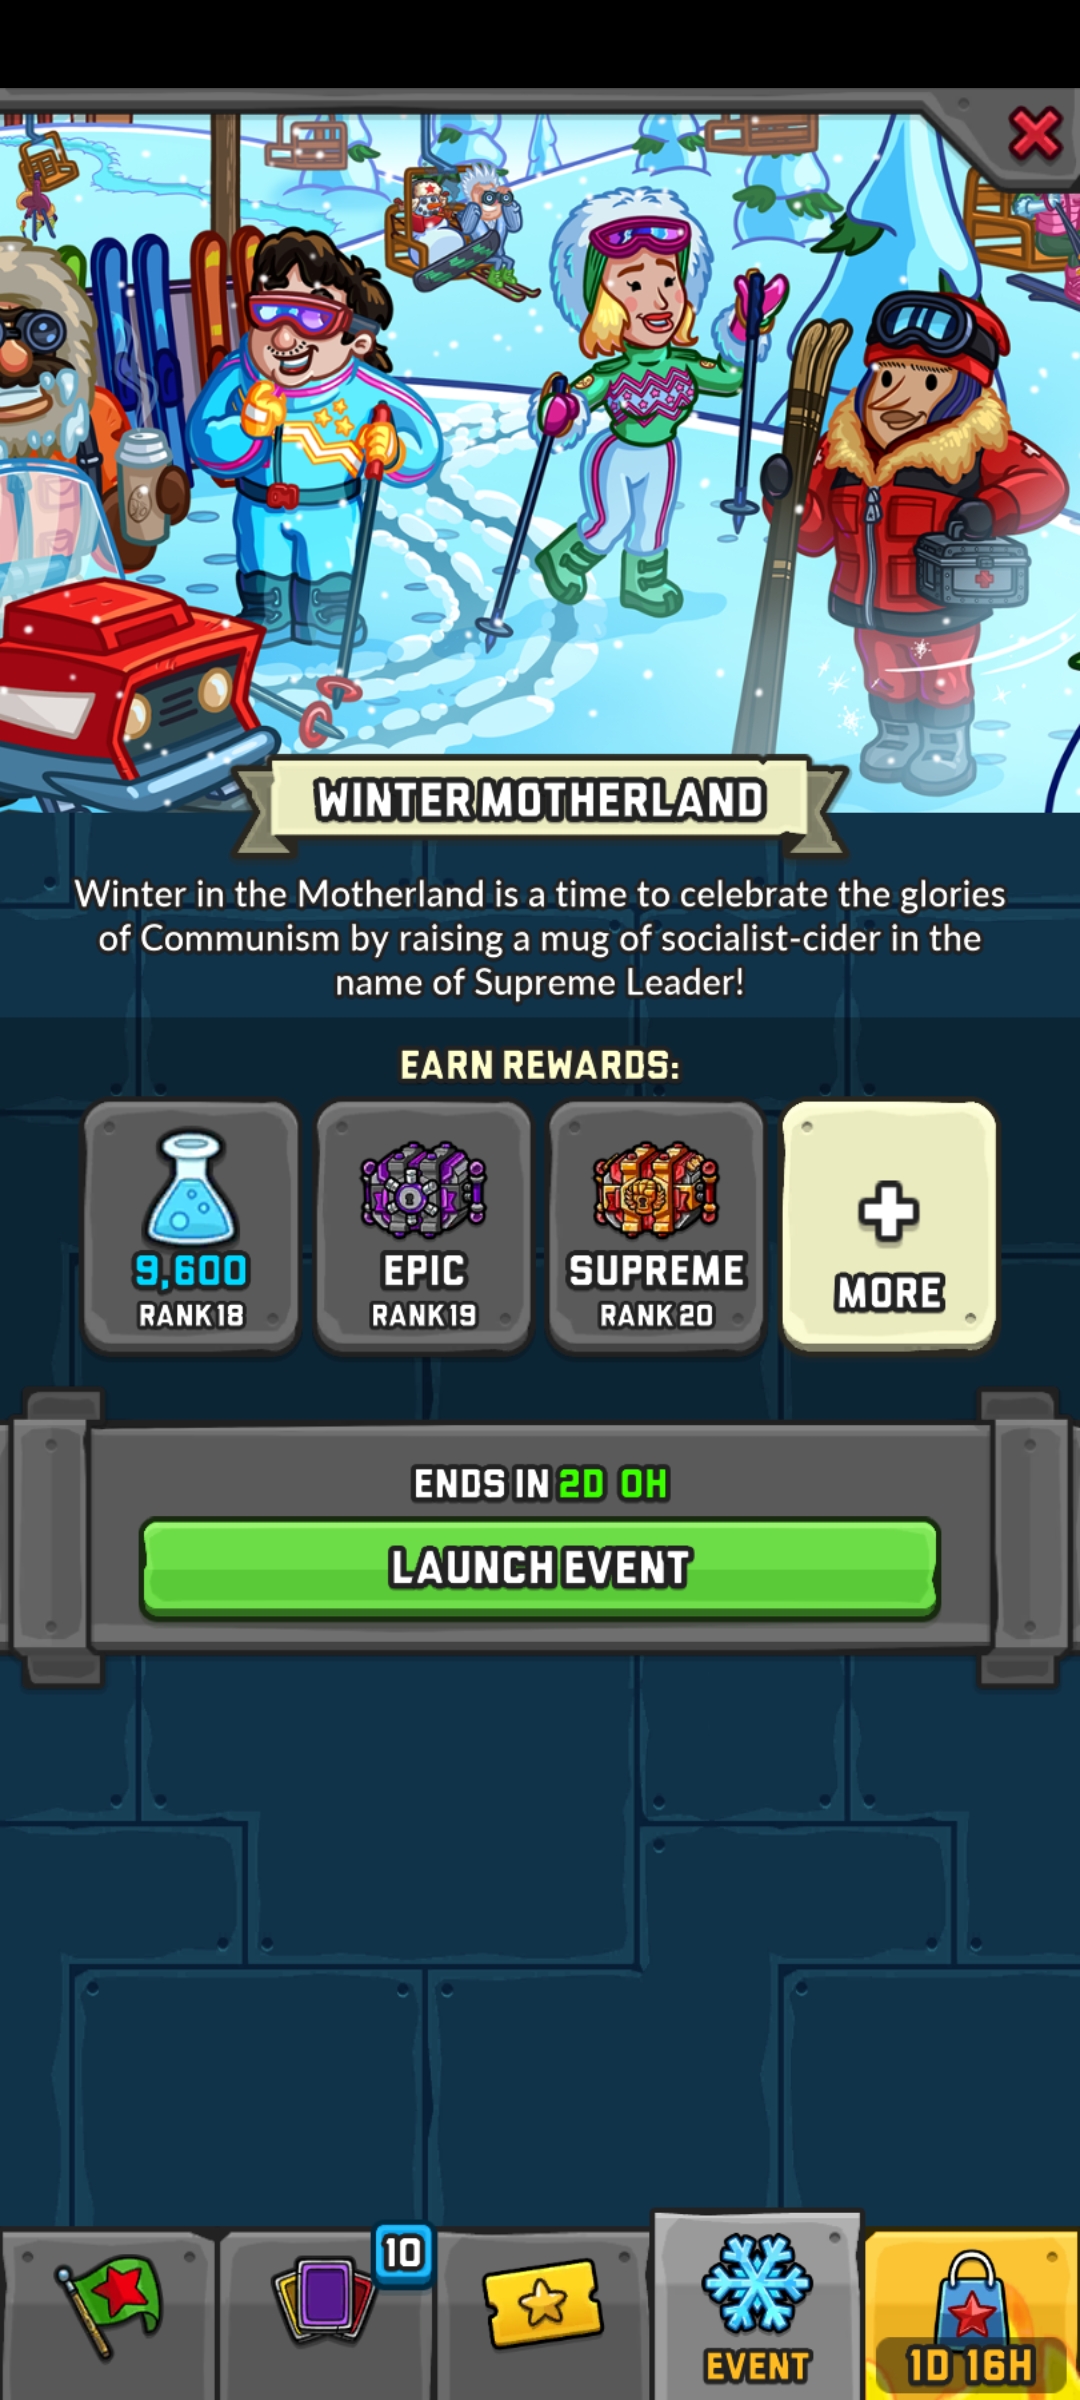 WINTER MOTHERLAND
Winter in the Motherland is a time to celebrate the glories
of Communism by raising a mug of socialist-cider in the
name of Supreme Leader!
EARN REWARDS:
9,600
RANK 18
EPIC
RANK 19
SUPREME
RANK 20
MORE
ENDS IN 2D 0H
LAUNCH EVENT
10
EVENT
1D 16H